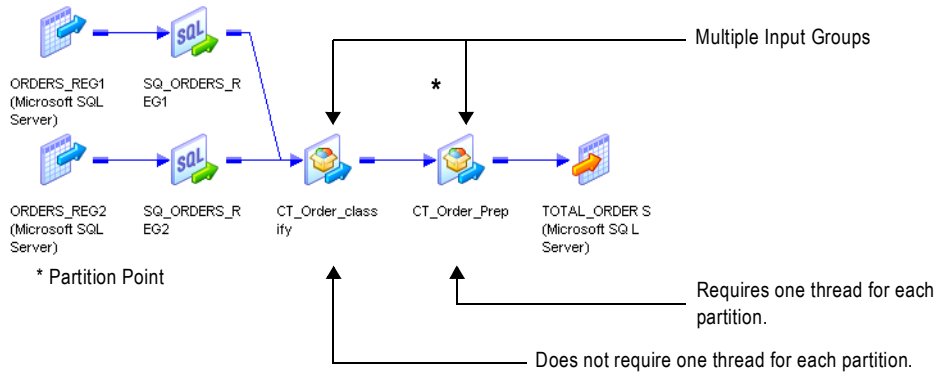 Multiple Input Groups
SQL
ORDERS_REG1
(Microsoft SQL
Server)
SQ_ORDERS_R
EG1
*
SQL
ORDERS_REG2
(Microsoft SQL
Server)
SQ_ORDERS_R
EG2
CT_Order_class
ify
CT_Order_Prep
TOTAL_ORDER S
(Microsoft SQ L
Server)
* Partition Point
Requires one thread for each
partition.
Does not require one thread for each partition.